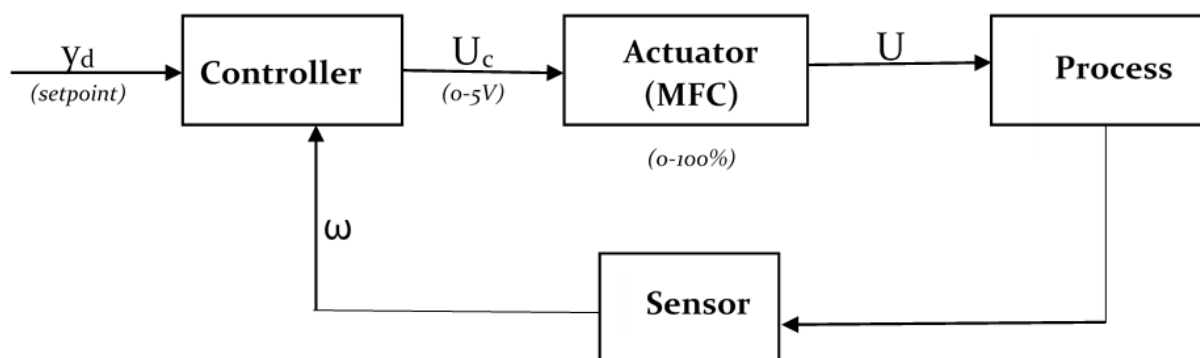 y_d
(setpoint)
Controller
U_c
(0-5V)
Actuator
(MFC)
(0-100%)
U
Process
ω
Sensor